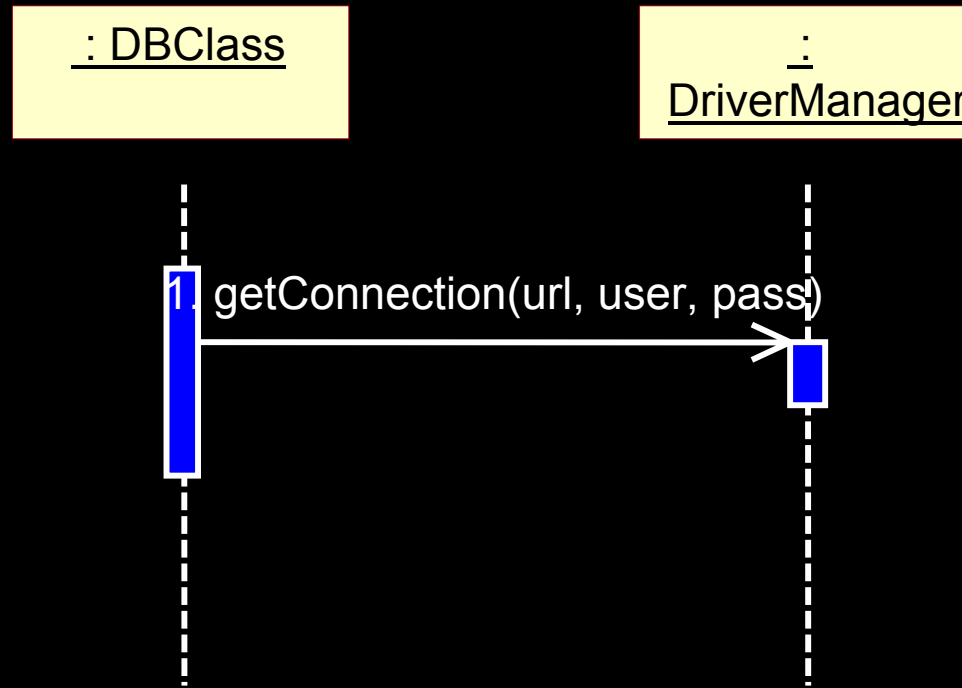 : DBClass
:
DriverManager
1. getConnection(url, user, pass)